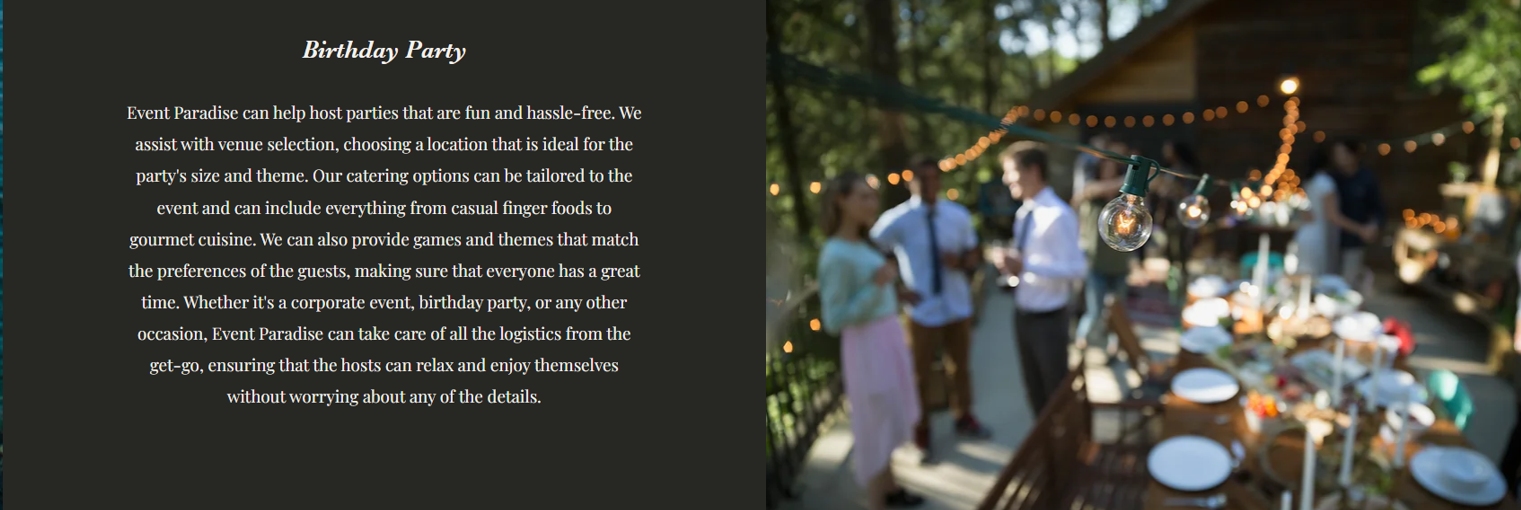 Birthday Party
Event Paradise can help host parties that are fun and hassle-free. We
assist with venue selection, choosing a location that is ideal for the
party's size and theme. Our catering options can be tailored to the
event and can include everything from casual finger foods to
gourmet cuisine. We can also provide games and themes that match
the preferences of the guests, making sure that everyone has a great
time. Whether it's a corporate event, birthday party, or any other
occasion, Event Paradise can take care of all the logistics from the
get-go, ensuring that the hosts can relax and enjoy themselves
without worrying about any of the details.